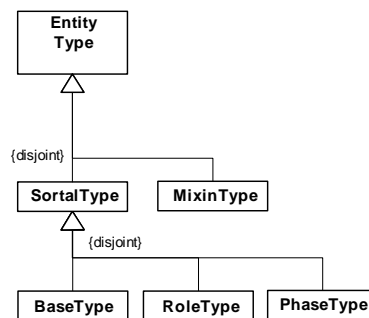 Entity
Type
{disjoint}
SortalType
MixinType
{disjoint}
BaseType
RoleType
PhaseType